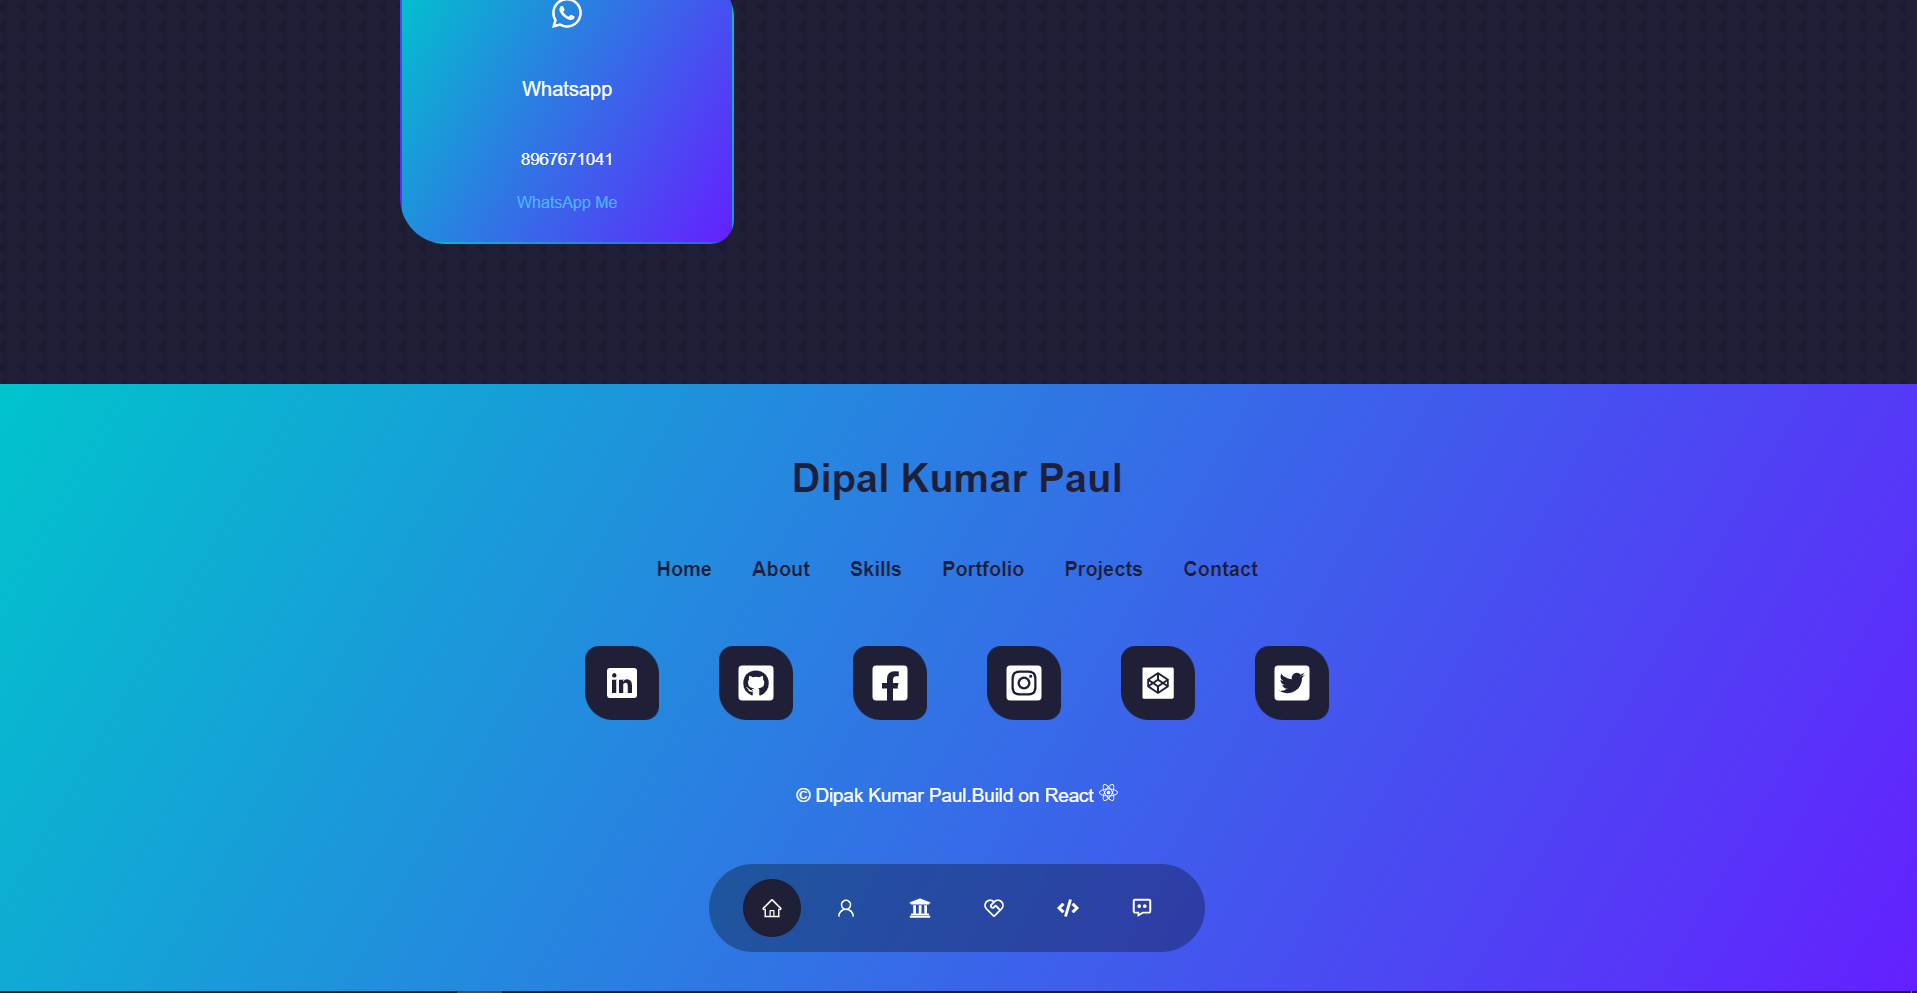 Whatsapp
8967671041
WhatsApp Me
Dipal Kumar Paul
Home About Skills Portfolio Projects Contact
© Dipak Kumar Paul.Build on React